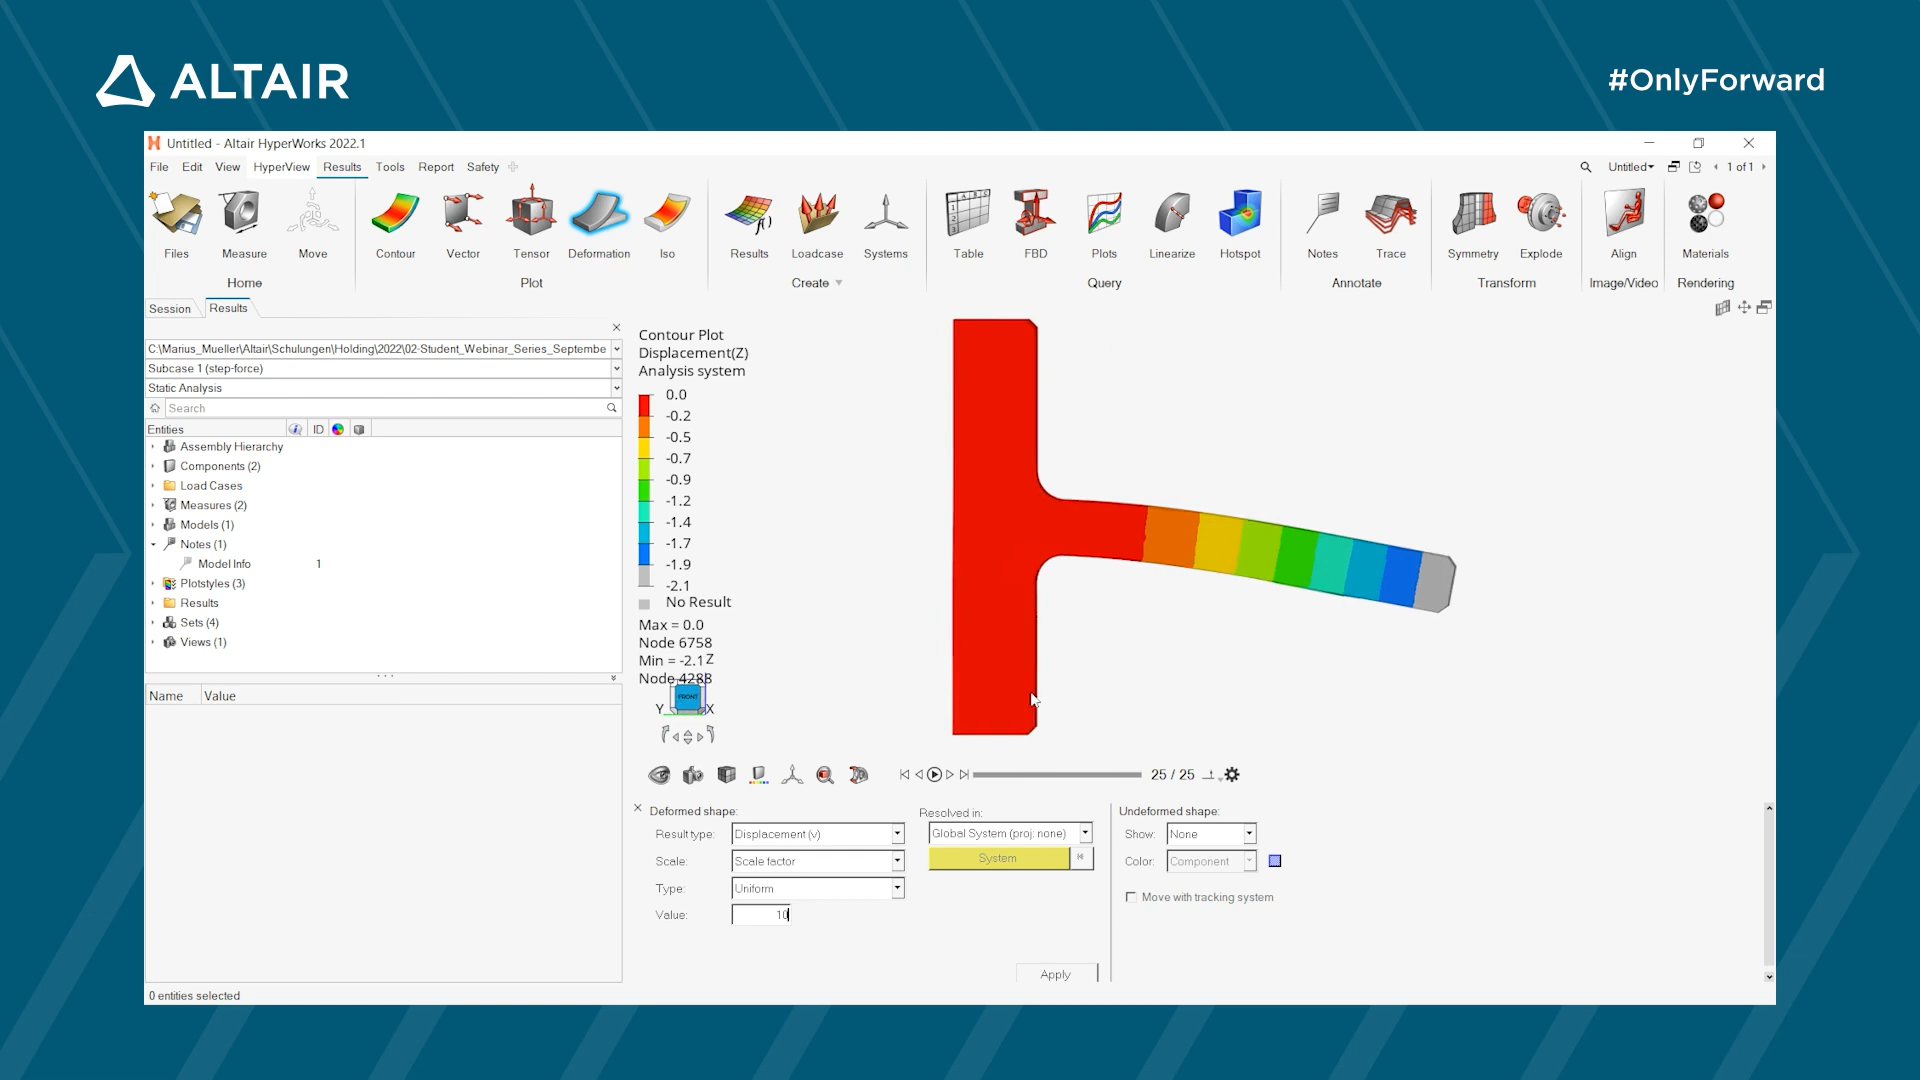 ALTAIR
#OnlyForward
Untitled - Altair HyperWorks 2022.1
File Edit View HyperView Results Tools Report Safety
Untitled
1 of 1
Files Measure Move
Home
Contour Vector Tensor Deformation Iso
Plot
Results Loadcase Systems
Create
Table FBD Plots Linearize Hotspot
Query
Notes Trace
Annotate
Symmetry Explode
Transform
Align
Image/Video
Materials
Rendering
Session Results
C:\Marius_Mueller\Altair\Schulungen\Holding\2022\02-Student_Webinar_Series_Septembe
Subcase 1 (step-force)
Static Analysis
Search
Entities ID
Assembly Hierarchy
Components (2)
Load Cases
Measures (2)
Models (1)
Notes (1)
Model Info 1
Plotstyles (3)
Results
Sets (4)
Views (1)
Name Value
0 entities selected
Contour Plot
Displacement(Z)
Analysis system
0.0
-0.2
-0.5
-0.7
-0.9
-1.2
-1.4
-1.7
-1.9
-2.1
No Result
Max = 0.0
Node 6758
Min = -2.1
Node 4288
Z
FRONT
Y X
25 / 25
Deformed shape:
Result type: Displacement (v)
Scale: Scale factor
Type: Uniform
Value: 10
Resolved in:
Global System (proj: none)
System
Apply
Undeformed shape:
Show: None
Color: Component
Move with tracking system